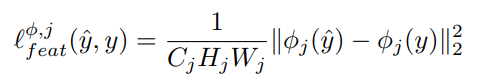 ℓ_{feat}^{ϕ,j}(ŷ, y) = \frac{1}{C_j H_j W_j} ‖ϕ_j(ŷ) − ϕ_j(y)‖_2^2